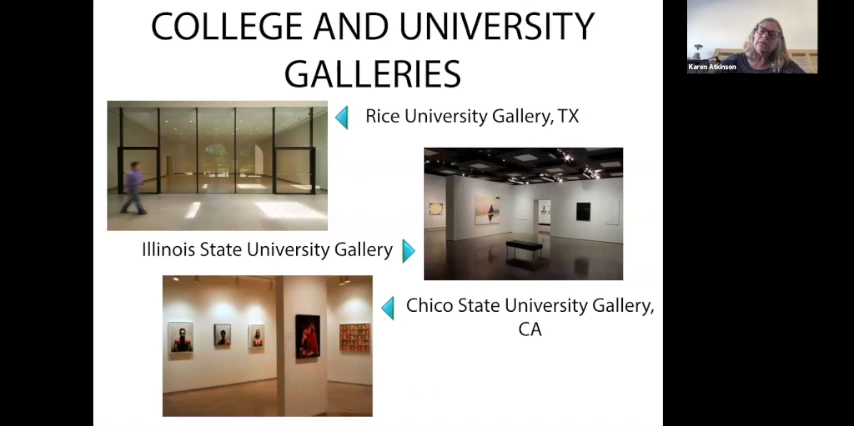 COLLEGE AND UNIVERSITY
GALLERIES
Karen Atkinson
Rice University Gallery, TX
Illinois State University Gallery
Chico State University Gallery,
CA